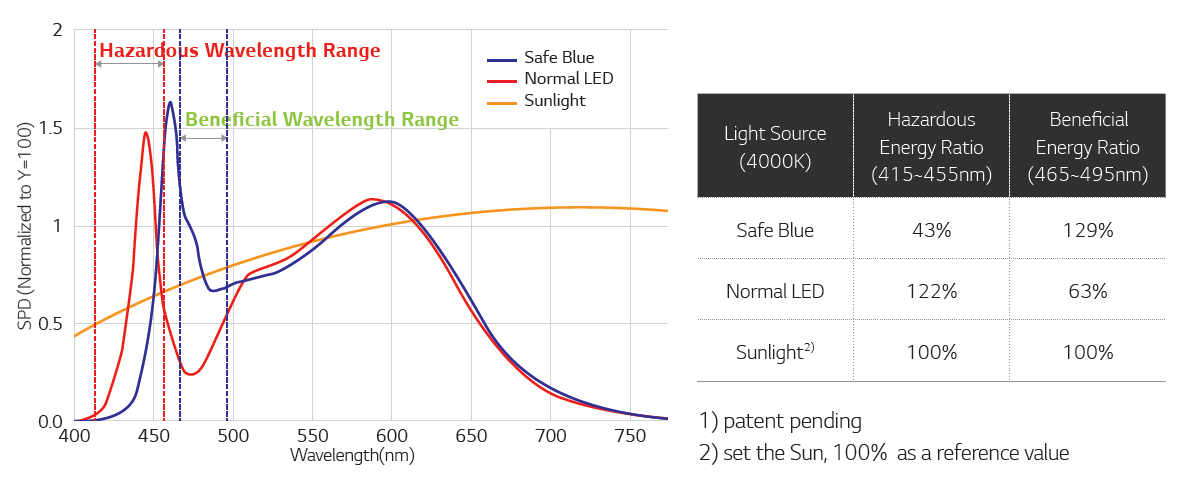 2
Hazardous Wavelength Range
Safe Blue
Normal LED
Sunlight
Beneficial Wavelength Range
1.5
1
0.5
0.0
SPD (Normalized to Y=100)
400 450 500 550 600 650 700 750
Wavelength(nm)
Light Source
(4000K)
Hazardous
Energy Ratio
(415~455nm)
Beneficial
Energy Ratio
(465~495nm)
Safe Blue 43% 129%
Normal LED 122% 63%
Sunlight2) 100% 100%
1) patent pending
2) set the Sun, 100% as a reference value